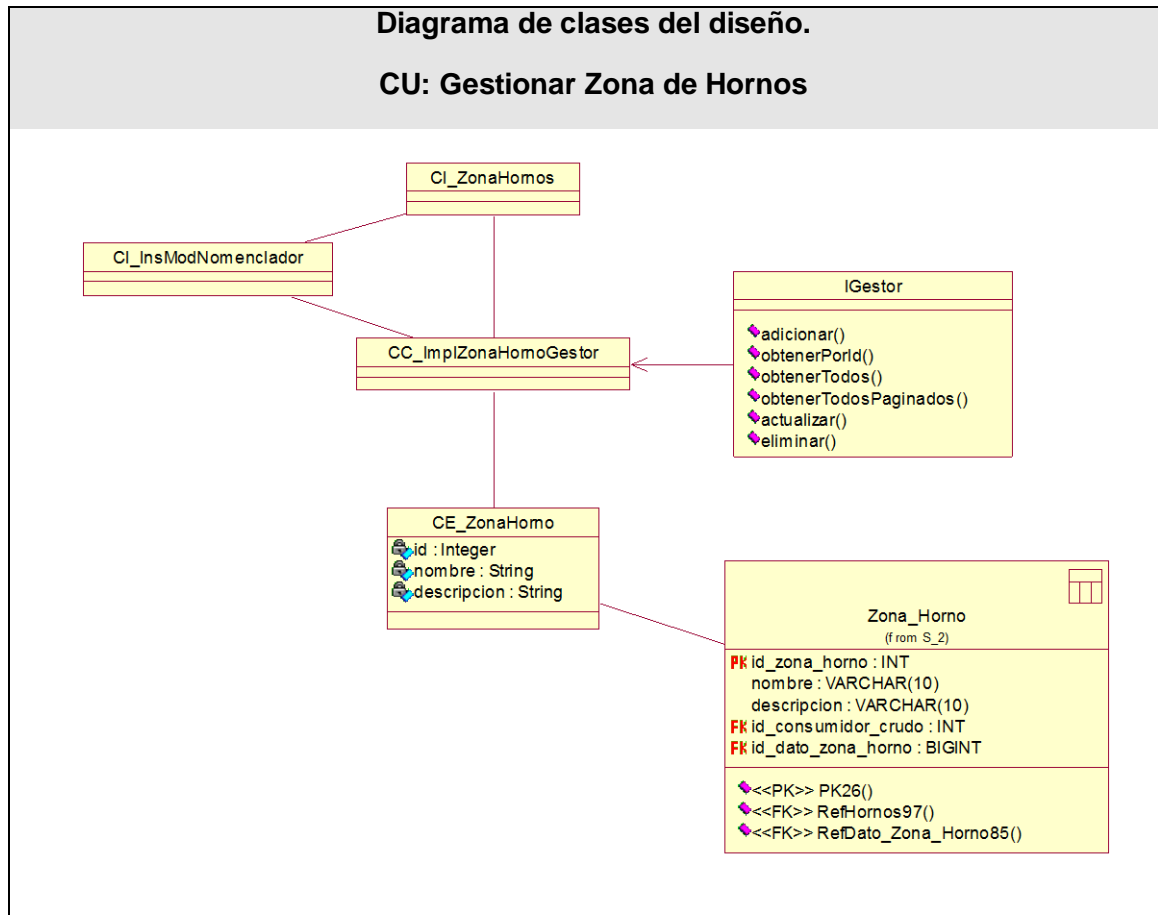 Diagrama de clases del diseño.
CU: Gestionar Zona de Hornos
CI_ZonaHornos
CI_InsModNomenclador
IGestor
adicionar()
obtenerPorId()
obtenerTodos()
obtenerTodosPaginados()
actualizar()
eliminar()
CC_ImplZonaHornoGestor
CE_ZonaHorno
id : Integer
nombre : String
descripcion : String
Zona_Horno
(from S_2)
PK id_zona_horno : INT
nombre : VARCHAR(10)
descripcion : VARCHAR(10)
FK id_consumidor_crudo : INT
FK id_dato_zona_horno : BIGINT
<<PK>> PK26()
<<FK>> RefHornos97()
<<FK>> RefDato_Zona_Horno85()